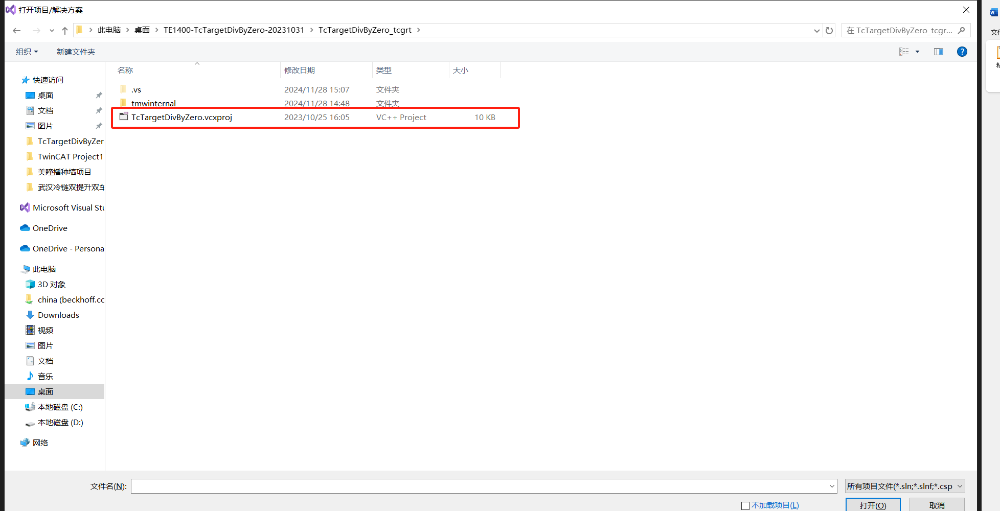 打开项目/解决方案
此电脑 桌面 TE1400-TcTargetDivByZero-20231031 TcTargetDivByZero_tcgrt
在 TcTargetDivByZero_tcgr...
组织 新建文件夹
名称 修改日期 类型 大小
.vs 2024/11/28 15:07 文件夹
tmwinternal 2024/11/28 14:48 文件夹
TcTargetDivByZero.vcxproj 2023/10/25 16:05 VC++ Project 10 KB
快速访问
桌面
文档
图片
TcTargetDivByZer
TwinCAT Project1
美瞳播种墙项目
武汉冷链双提升双车
Microsoft Visual Stu
OneDrive
OneDrive - Persona
此电脑
3D 对象
china (beckhoff.cc
Downloads
视频
图片
文档
音乐
桌面
本地磁盘 (C:)
本地磁盘 (D:)
网络
文件名(N):
所有项目文件(*.sln;*.slnf;*.csp
不加载项目(L)
打开(O) 取消